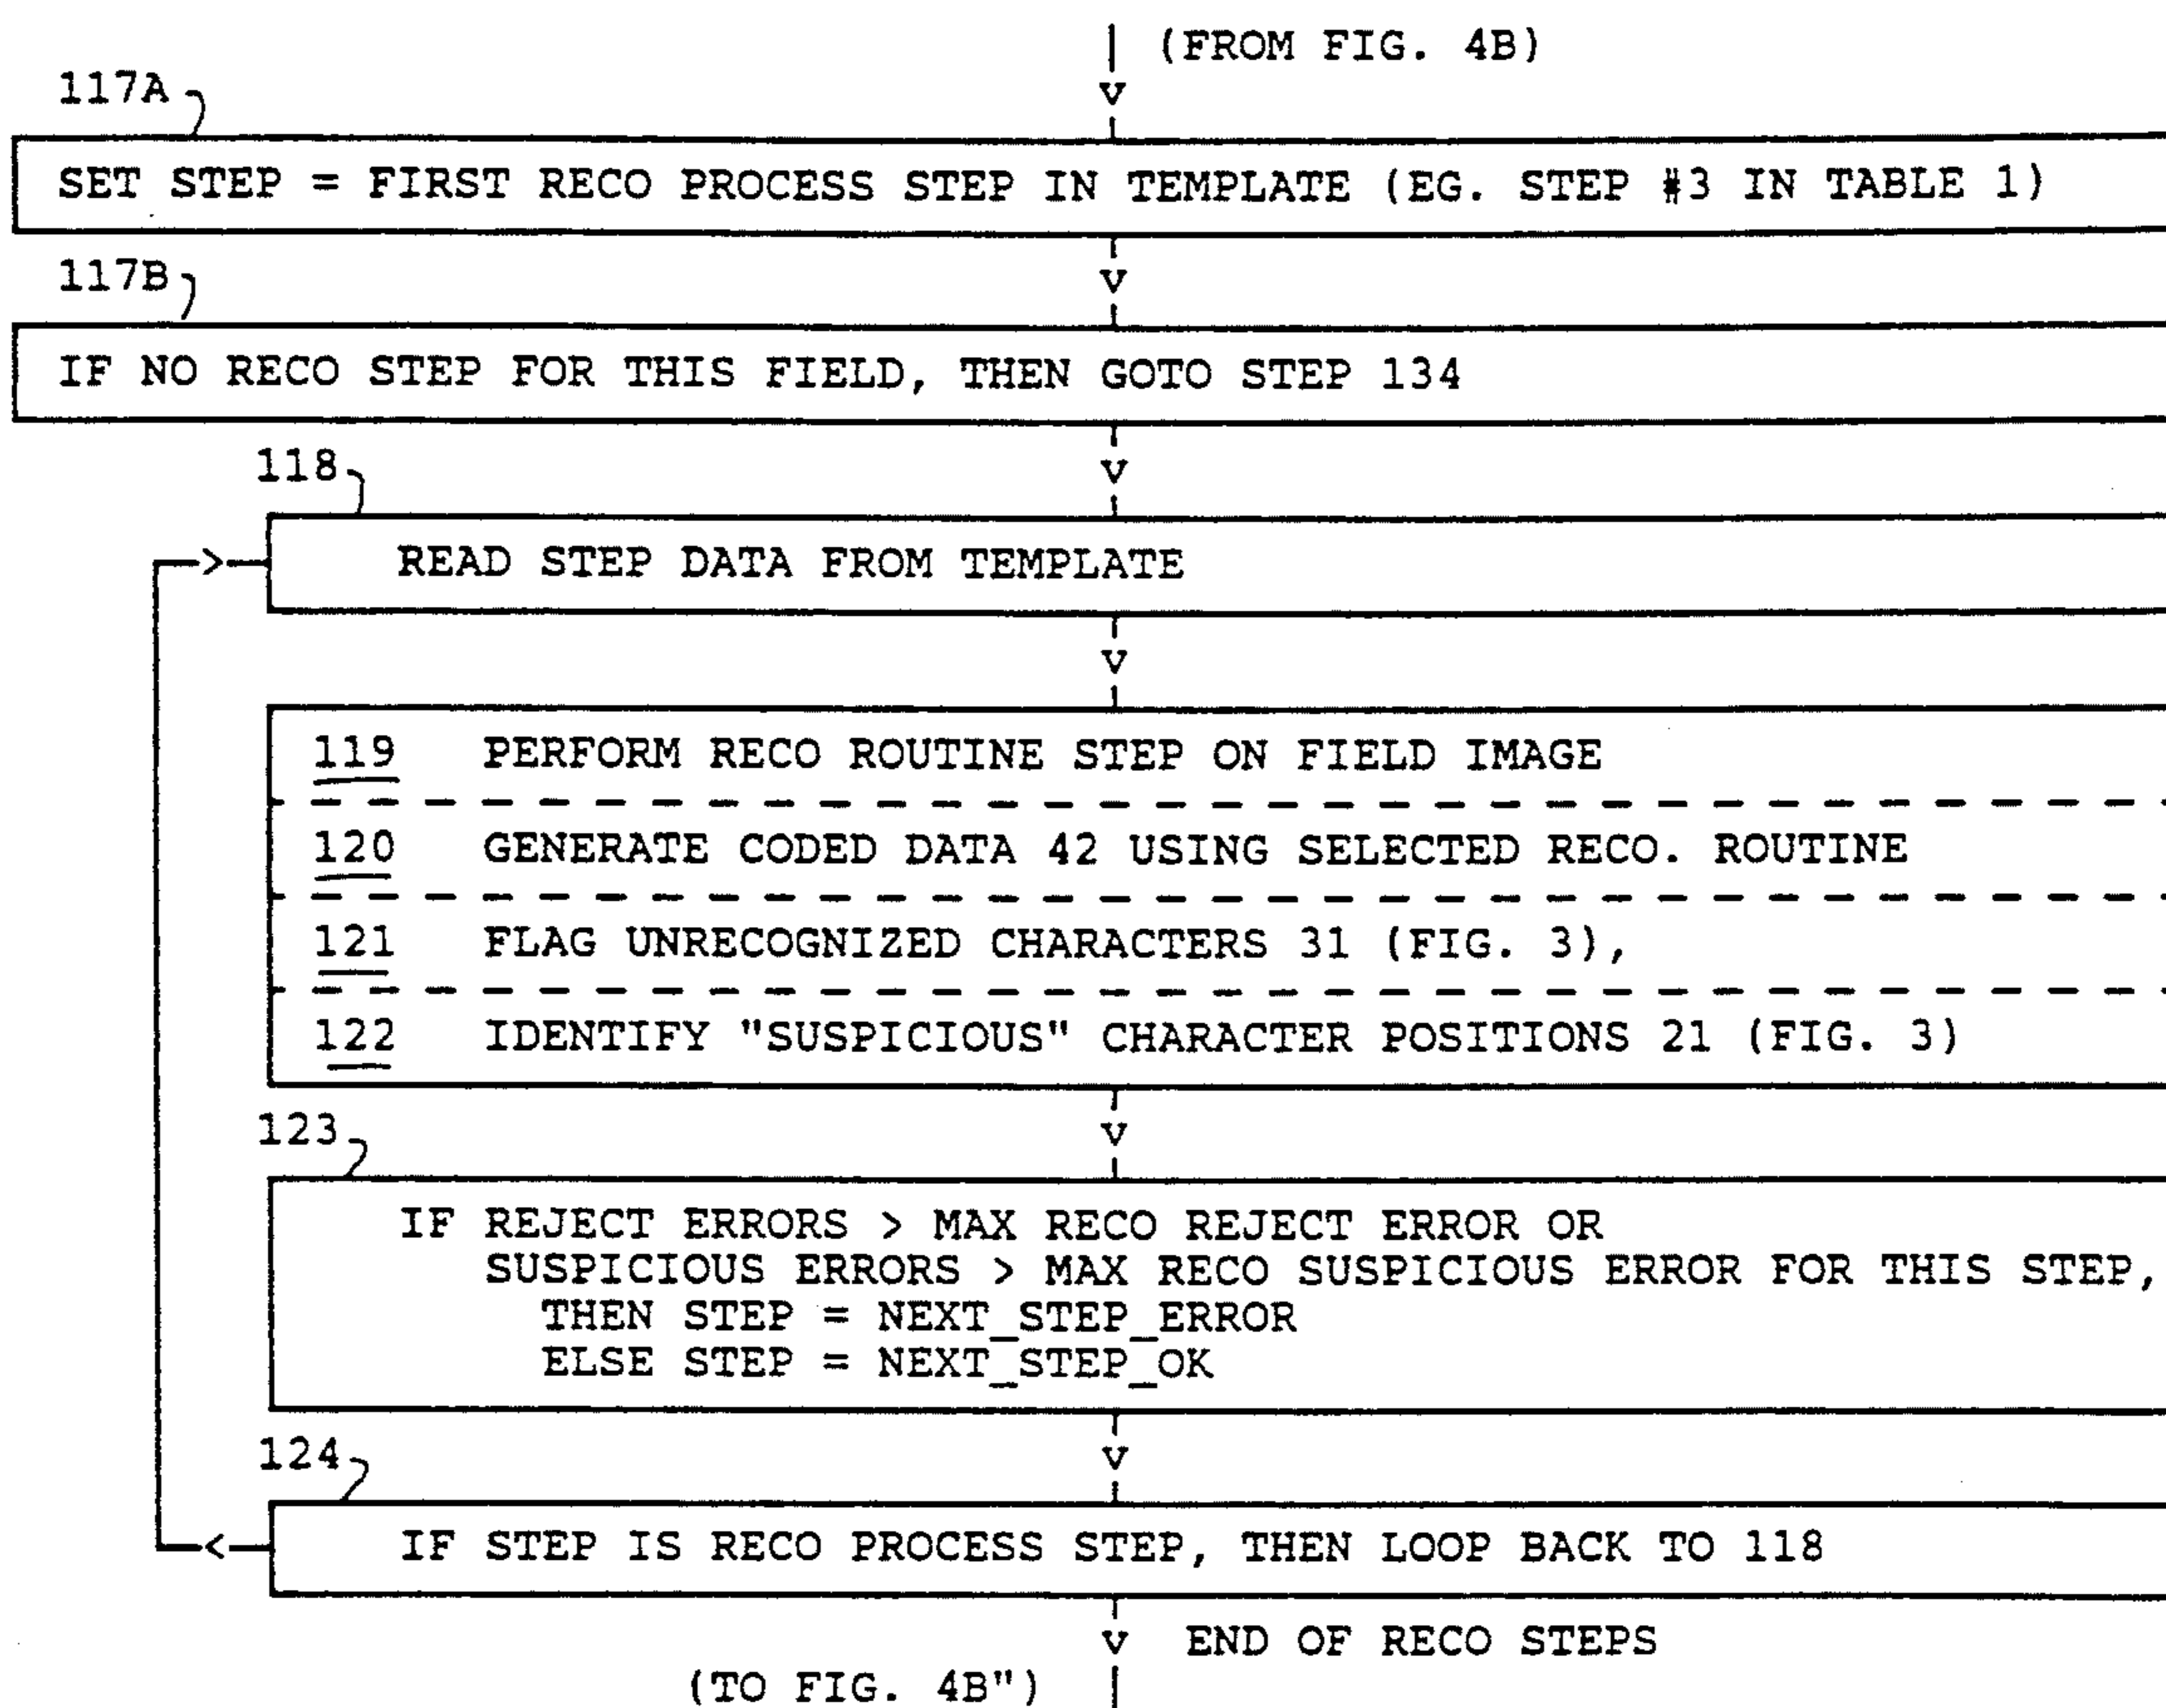 (FROM FIG. 4B)
117A
SET STEP = FIRST RECO PROCESS STEP IN TEMPLATE (EG. STEP #3 IN TABLE 1)
117B
IF NO RECO STEP FOR THIS FIELD, THEN GOTO STEP 134
118
READ STEP DATA FROM TEMPLATE
119 PERFORM RECO ROUTINE STEP ON FIELD IMAGE
120 GENERATE CODED DATA 42 USING SELECTED RECO. ROUTINE
121 FLAG UNRECOGNIZED CHARACTERS 31 (FIG. 3),
122 IDENTIFY "SUSPICIOUS" CHARACTER POSITIONS 21 (FIG. 3)
123
IF REJECT ERRORS > MAX RECO REJECT ERROR OR
SUSPICIOUS ERRORS > MAX RECO SUSPICIOUS ERROR FOR THIS STEP,
THEN STEP = NEXT_STEP_ERROR
ELSE STEP = NEXT_STEP_OK
124
IF STEP IS RECO PROCESS STEP, THEN LOOP BACK TO 118
END OF RECO STEPS
(TO FIG. 4B")